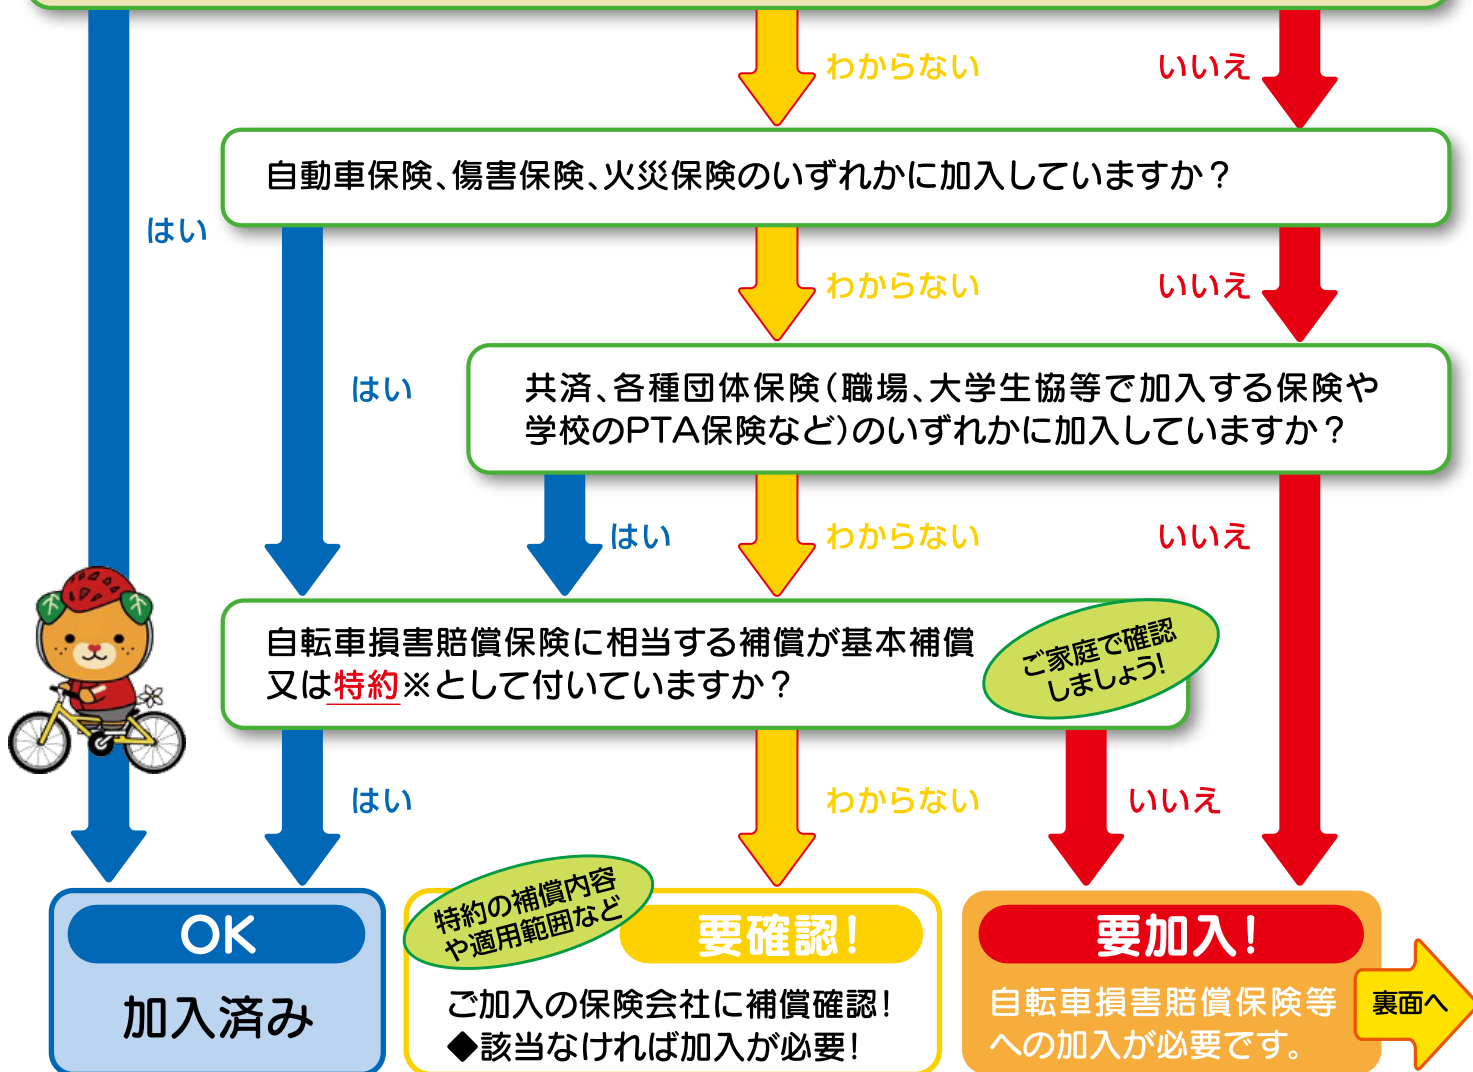 わからない
いいえ
自動車保険、傷害保険、火災保険のいずれかに加入していますか？
はい
わからない
いいえ
はい
共済、各種団体保険（職場、大学生協等で加入する保険や
学校のPTA保険など）のいずれかに加入していますか？
はい
わからない
いいえ
自転車損害賠償保険に相当する補償が基本補償
又は特約※として付いていますか？
ご家庭で確認
しましょう!
はい
わからない
いいえ
OK
加入済み
特約の補償内容
や適用範囲など
要確認!
ご加入の保険会社に補償確認!
◆該当なければ加入が必要!
要加入!
自転車損害賠償保険等
への加入が必要です。
裏面へ